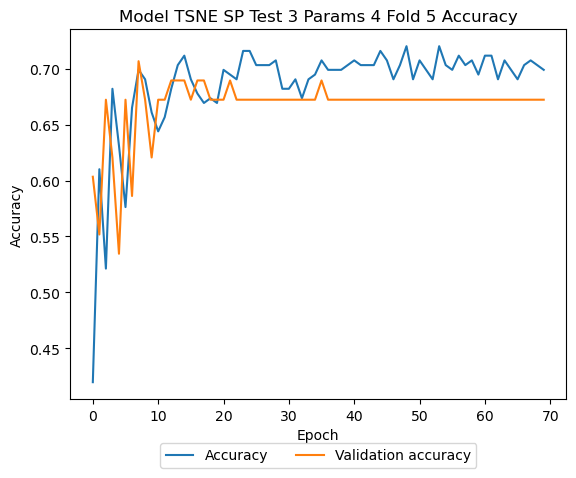 Model TSNE SP Test 3 Params 4 Fold 5 Accuracy
Accuracy
0.70
0.65
0.60
0.55
0.50
0.45
0 10 20 30 40 50 60 70
Epoch
Accuracy Validation accuracy